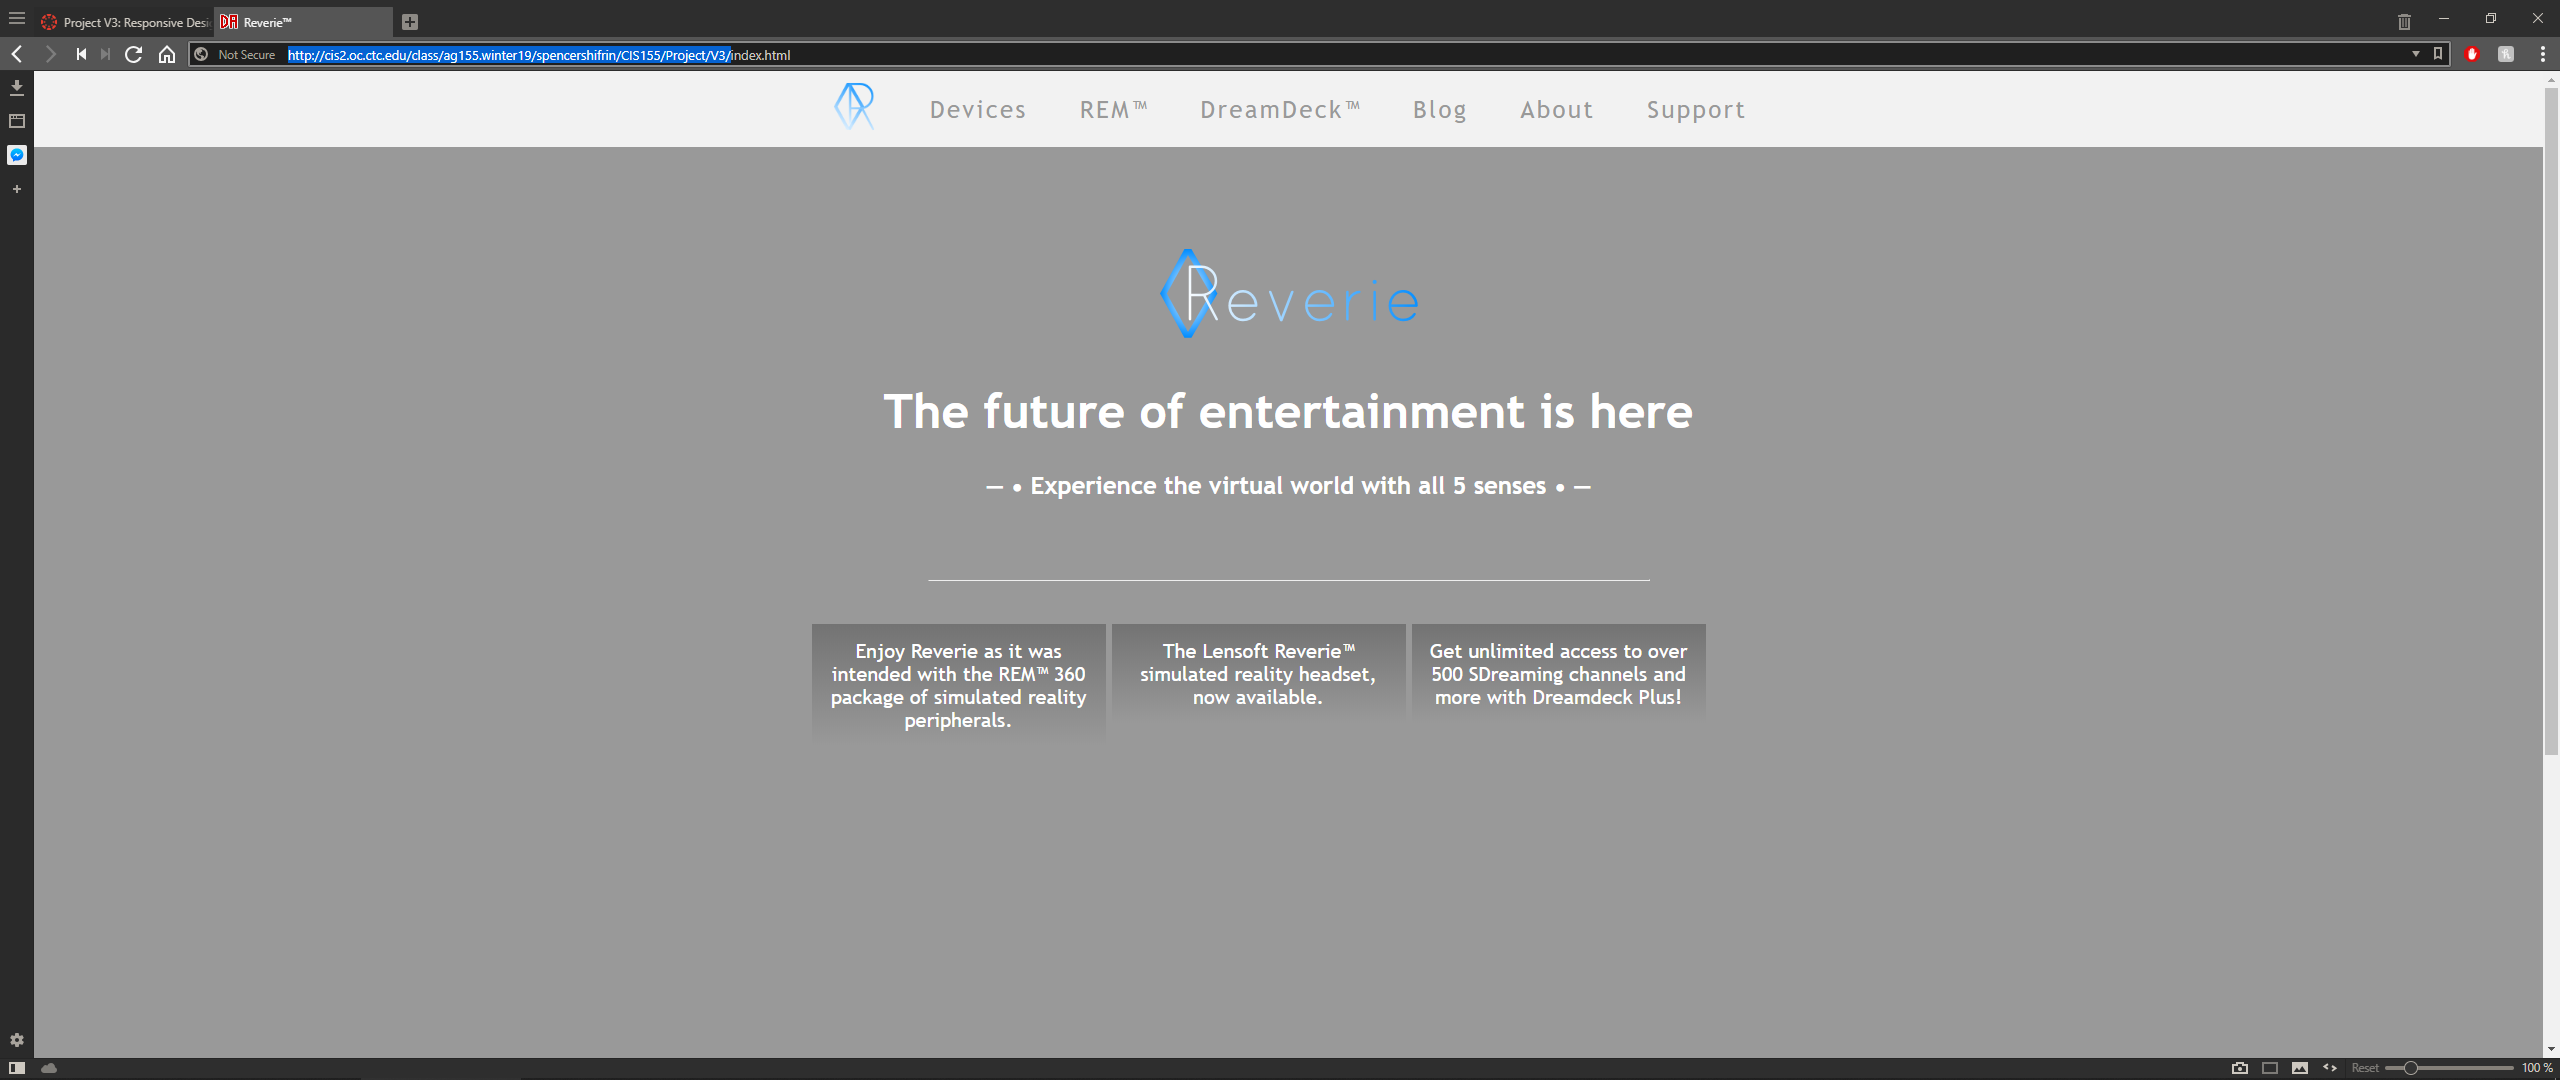 Project V3: Responsive Desi
Reverie™
Not Secure http://cis2.oc.ctc.edu/class/ag155.winter19/spencershifrin/CIS155/Project/V3/index.html
Devices REM™ DreamDeck™ Blog About Support
Reverie
The future of entertainment is here
— • Experience the virtual world with all 5 senses • —
Enjoy Reverie as it was
intended with the REM™ 360
package of simulated reality
peripherals.
The Lensoft Reverie™
simulated reality headset,
now available.
Get unlimited access to over
500 SDreaming channels and
more with Dreamdeck Plus!
Reset 100 %